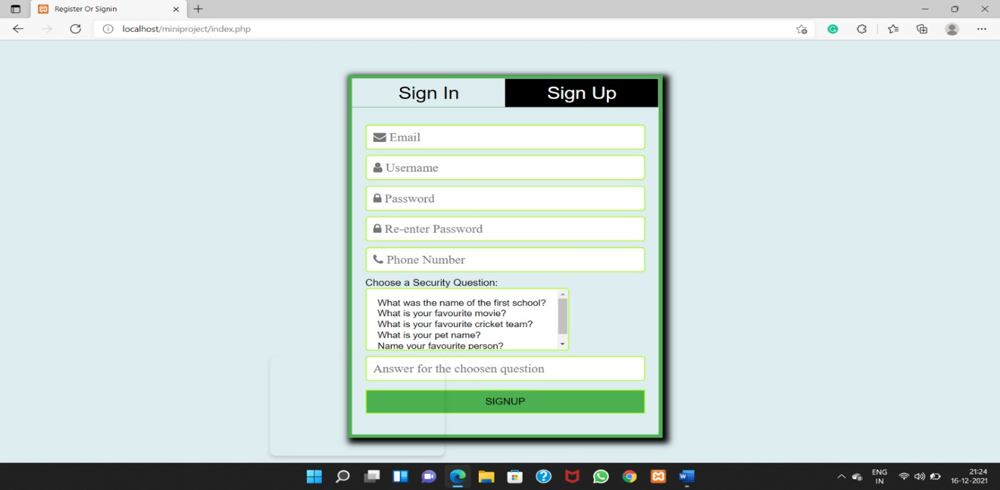 Register Or Signin
localhost/miniproject/index.php
Sign In
Sign Up
Email
Username
Password
Re-enter Password
Phone Number
Choose a Security Question:
What was the name of the first school?
What is your favourite movie?
What is your favourite cricket team?
What is your pet name?
Name your favourite person?
Answer for the choosen question
SIGNUP
ENG
IN
21:24
16-12-2021